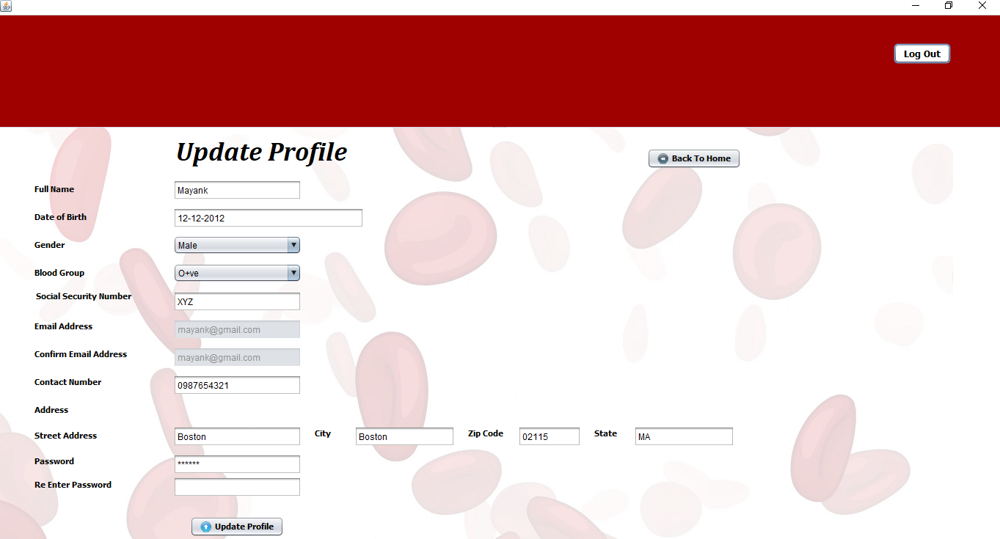 Log Out
Update Profile
Back To Home
Full Name Mayank
Date of Birth 12-12-2012
Gender Male
Blood Group O+ve
Social Security Number XYZ
Email Address mayank@gmail.com
Confirm Email Address mayank@gmail.com
Contact Number 0987654321
Address
Street Address Boston City Boston Zip Code 02115 State MA
Password ******
Re Enter Password
Update Profile